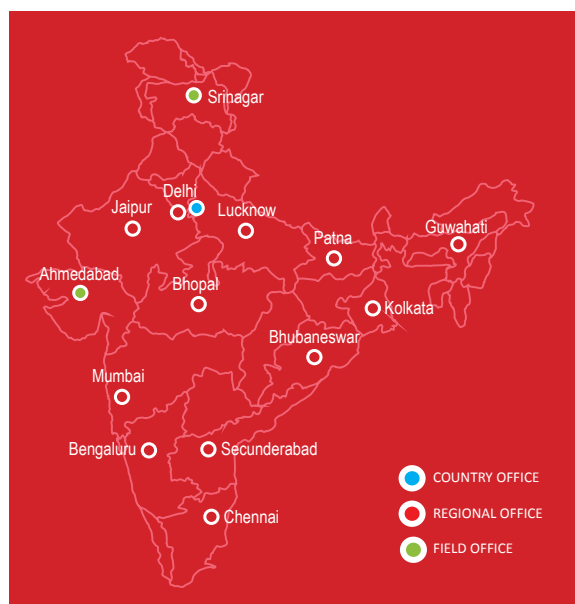 Srinagar
Delhi
Jaipur
Lucknow
Patna
Guwahati
Ahmedabad
Bhopal
Kolkata
Bhubaneswar
Mumbai
Bengaluru
Secunderabad
Chennai
COUNTRY OFFICE
REGIONAL OFFICE
FIELD OFFICE